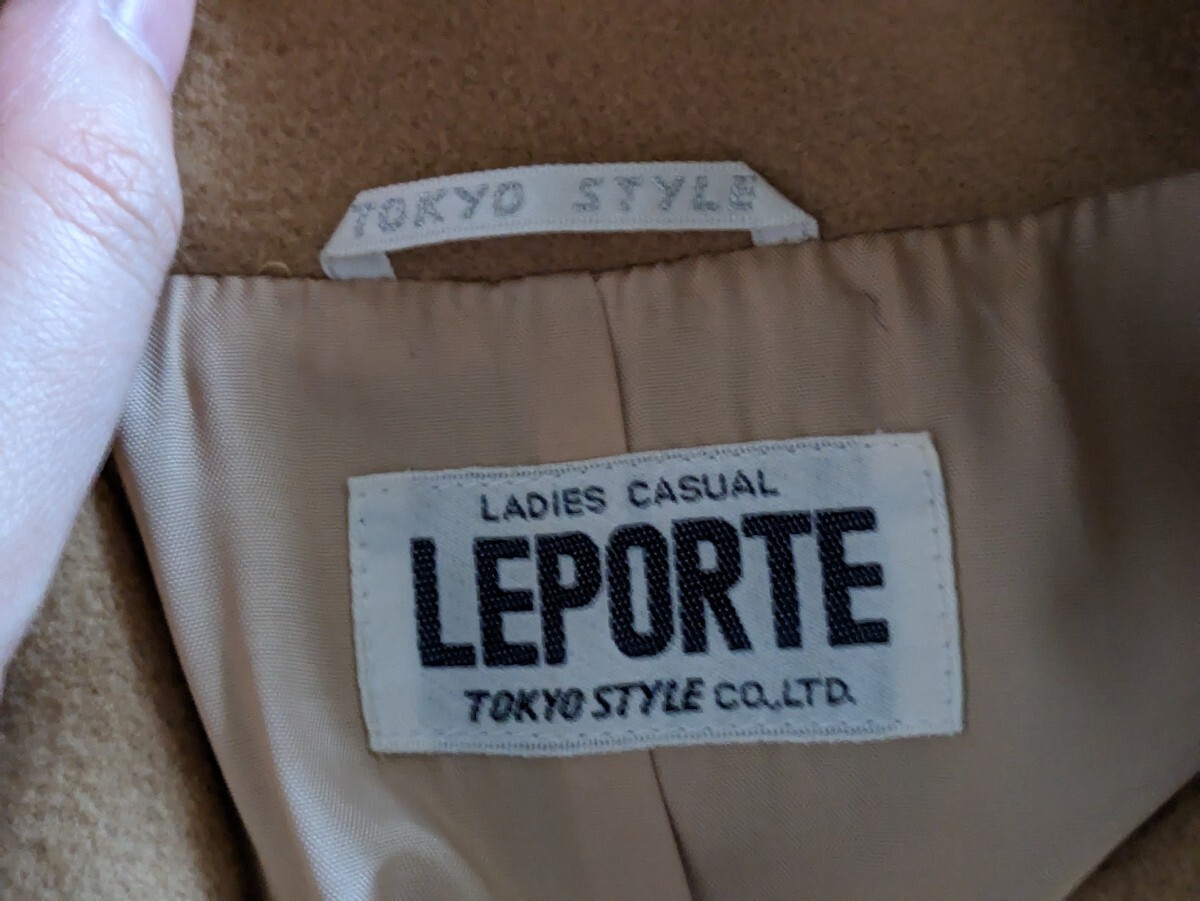 TOKYO STYLE
LADIES CASUAL
LEPORTE
TOKYO STYLE CO.,LTD.